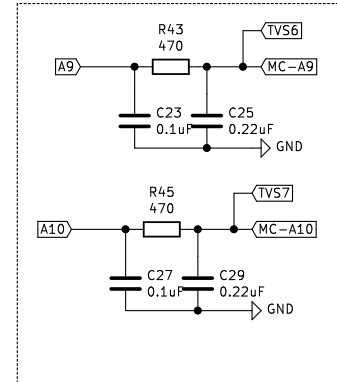 R43
470
TVS6
A9
MC-A9
C23
0.1uF
C25
0.22uF
GND
R45
470
TVS7
A10
MC-A10
C27
0.1uF
C29
0.22uF
GND